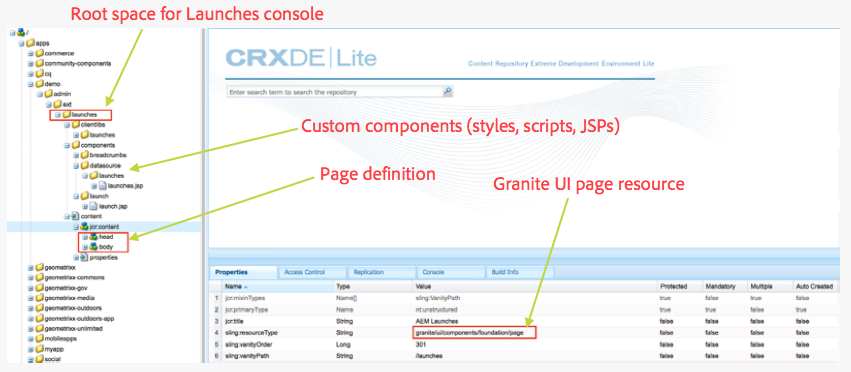 Root space for Launches console
/
apps
commerce
community-components
cq
demo
admin
ext
launches
clientlibs
launches
components
breadcrumbs
datasource
launches
launches.jsp
launch
launch.jsp
content
jcr:content
head
body
properties
geometrixx
geometrixx-commons
geometrixx-gov
geometrixx-media
geometrixx-outdoors
geometrixx-outdoors-app
geometrixx-unlimited
mobileapps
myapp
social
CRXDE | Lite
Content Repository Extreme Development Environment Lite
Enter search term to search the repository
Custom components (styles, scripts, JSPs)
Page definition
Granite UI page resource
Properties Access Control Replication Console Build Info
Name Type Value Protected Mandatory Multiple Auto Created
1 jcr:mixinTypes Name[] sling:VanityPath true false true false
2 jcr:primaryType Name nt:unstructured true true false true
3 jcr:title String AEM Launches false false false false
4 sling:resourceType String granite/ui/components/foundation/page false false false false
5 sling:vanityOrder Long 301 false false false false
6 sling:vanityPath String /launches false false false false